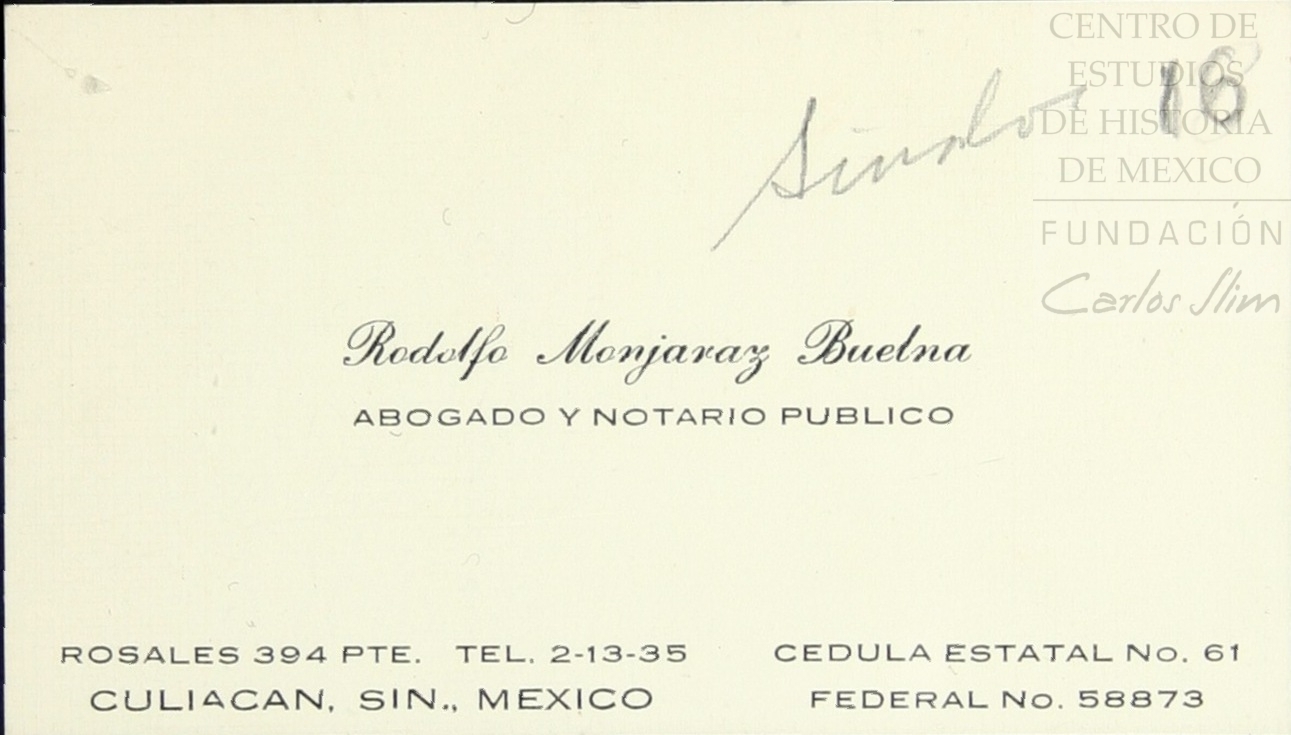 CENTRO DE
ESTUDIOS
DE HISTORIA
DE MEXICO
FUNDACIÓN
Carlos Slim
Sinaloa 18
Rodolfo Monjaraz Buelna
ABOGADO Y NOTARIO PUBLICO
ROSALES 394 PTE. TEL. 2-13-35
CULIACAN, SIN., MEXICO
CEDULA ESTATAL No. 61
FEDERAL No. 58873